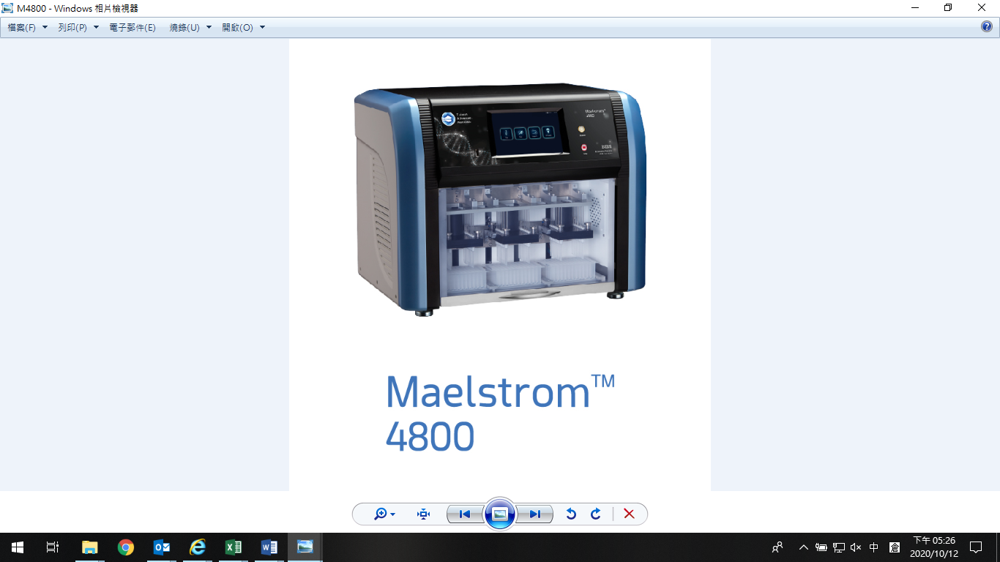 M4800 - Windows 相片檢視器
檔案(F) 列印(P) 電子郵件(E) 燒錄(U) 開啟(O)
Maelstrom™
4800
中 倉 下午 05:26
2020/10/12